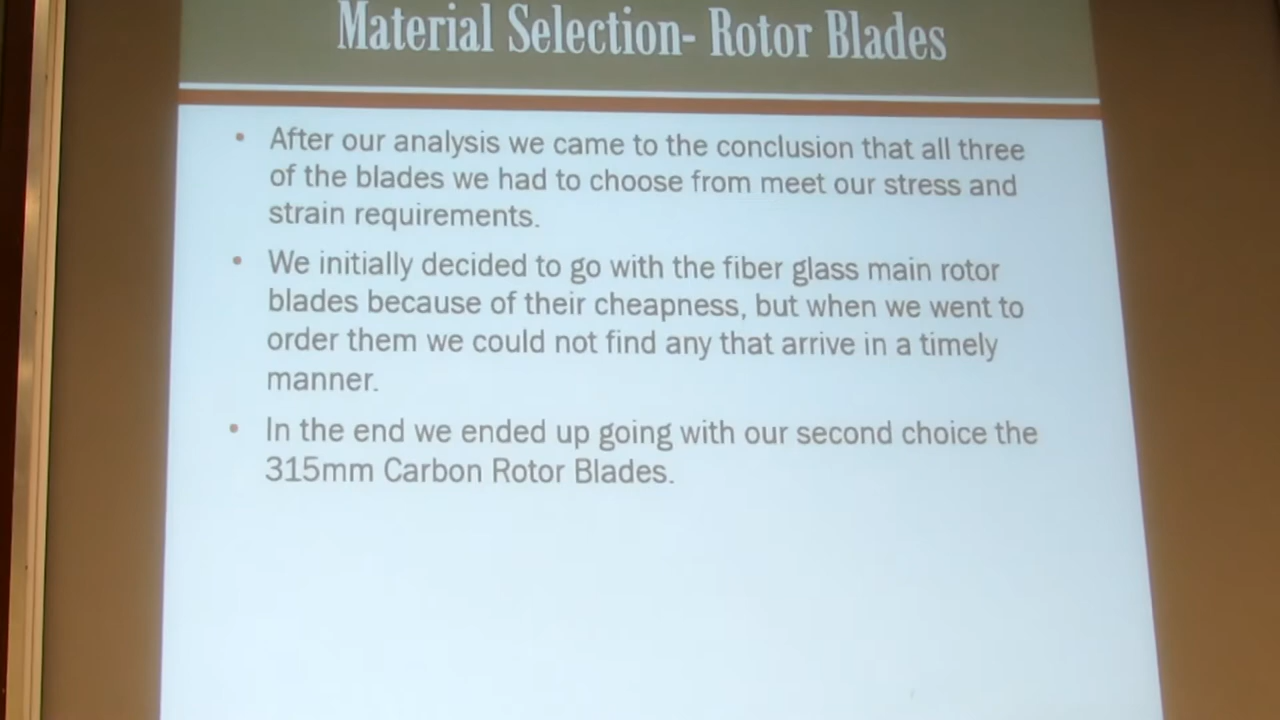 Material Selection- Rotor Blades
• After our analysis we came to the conclusion that all three
of the blades we had to choose from meet our stress and
strain requirements.
• We initially decided to go with the fiber glass main rotor
blades because of their cheapness, but when we went to
order them we could not find any that arrive in a timely
manner.
• In the end we ended up going with our second choice the
315mm Carbon Rotor Blades.